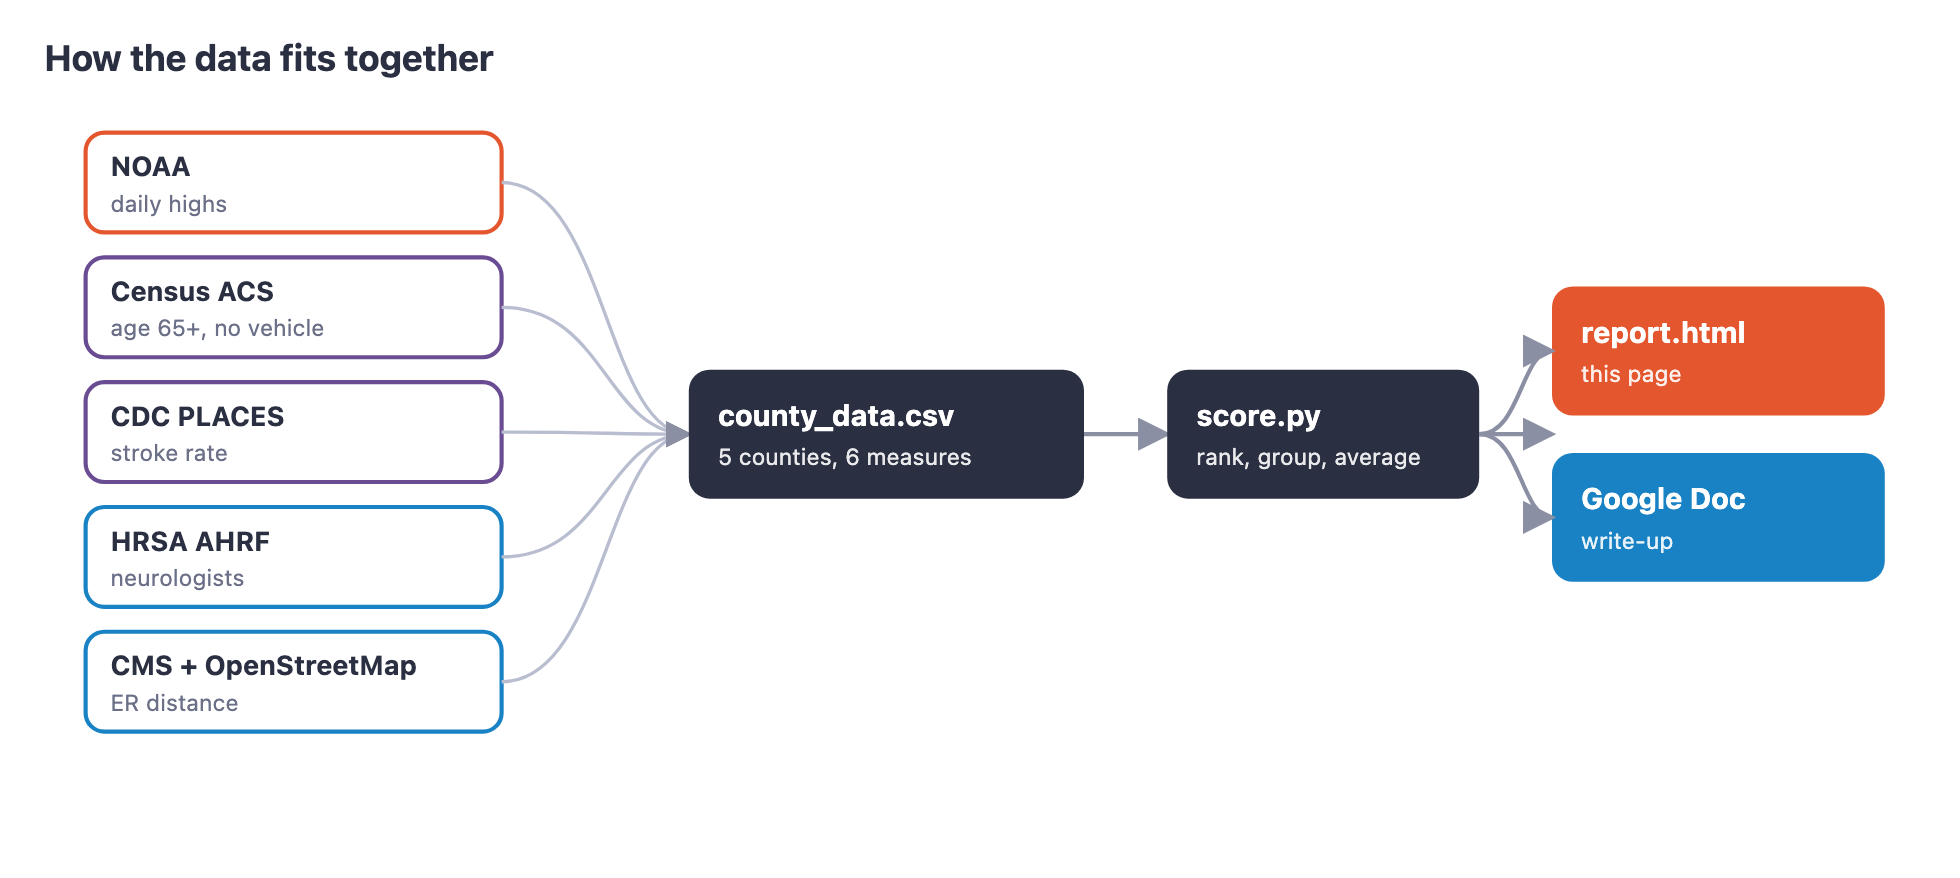 How the data fits together
NOAA
daily highs
Census ACS
age 65+, no vehicle
CDC PLACES
stroke rate
HRSA AHRF
neurologists
CMS + OpenStreetMap
ER distance
county_data.csv
5 counties, 6 measures
score.py
rank, group, average
report.html
this page
Google Doc
write-up